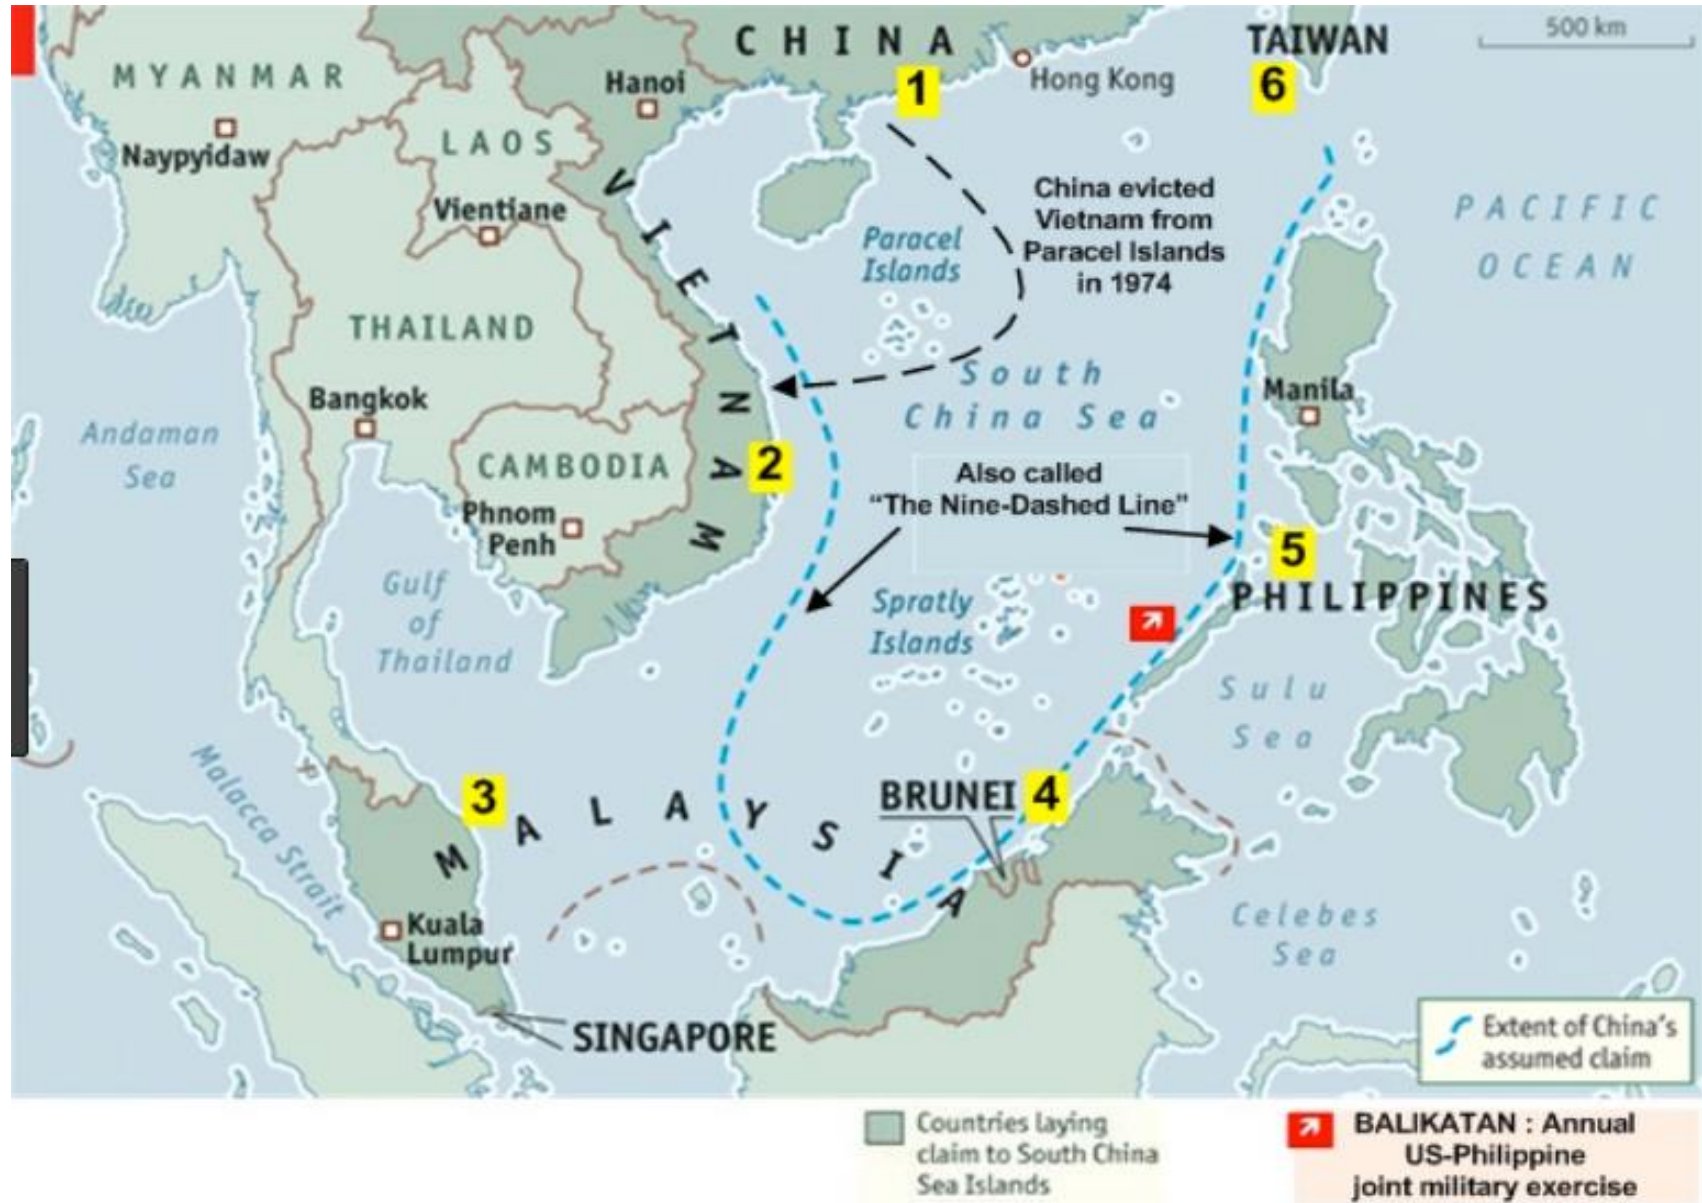 CHINA
TAIWAN
500 km
MYANMAR
Hanoi
1
Hong Kong
6
Naypyidaw
LAOS
Vientiane
VIETNAM
China evicted
Vietnam from
Paracel Islands
in 1974
Paracel
Islands
PACIFIC
OCEAN
THAILAND
Bangkok
South
China Sea
Manila
Andaman
Sea
CAMBODIA
2
Also called
“The Nine-Dashed Line”
Phnom
Penh
5
PHILIPPINES
Gulf
of
Thailand
Spratly
Islands
Sulu
Sea
Malacca Strait
3
MALAYSIA
BRUNEI
4
Kuala
Lumpur
Celebes
Sea
SINGAPORE
Extent of China's
assumed claim
Countries laying
claim to South China
Sea Islands
BALIKATAN : Annual
US-Philippine
joint military exercise